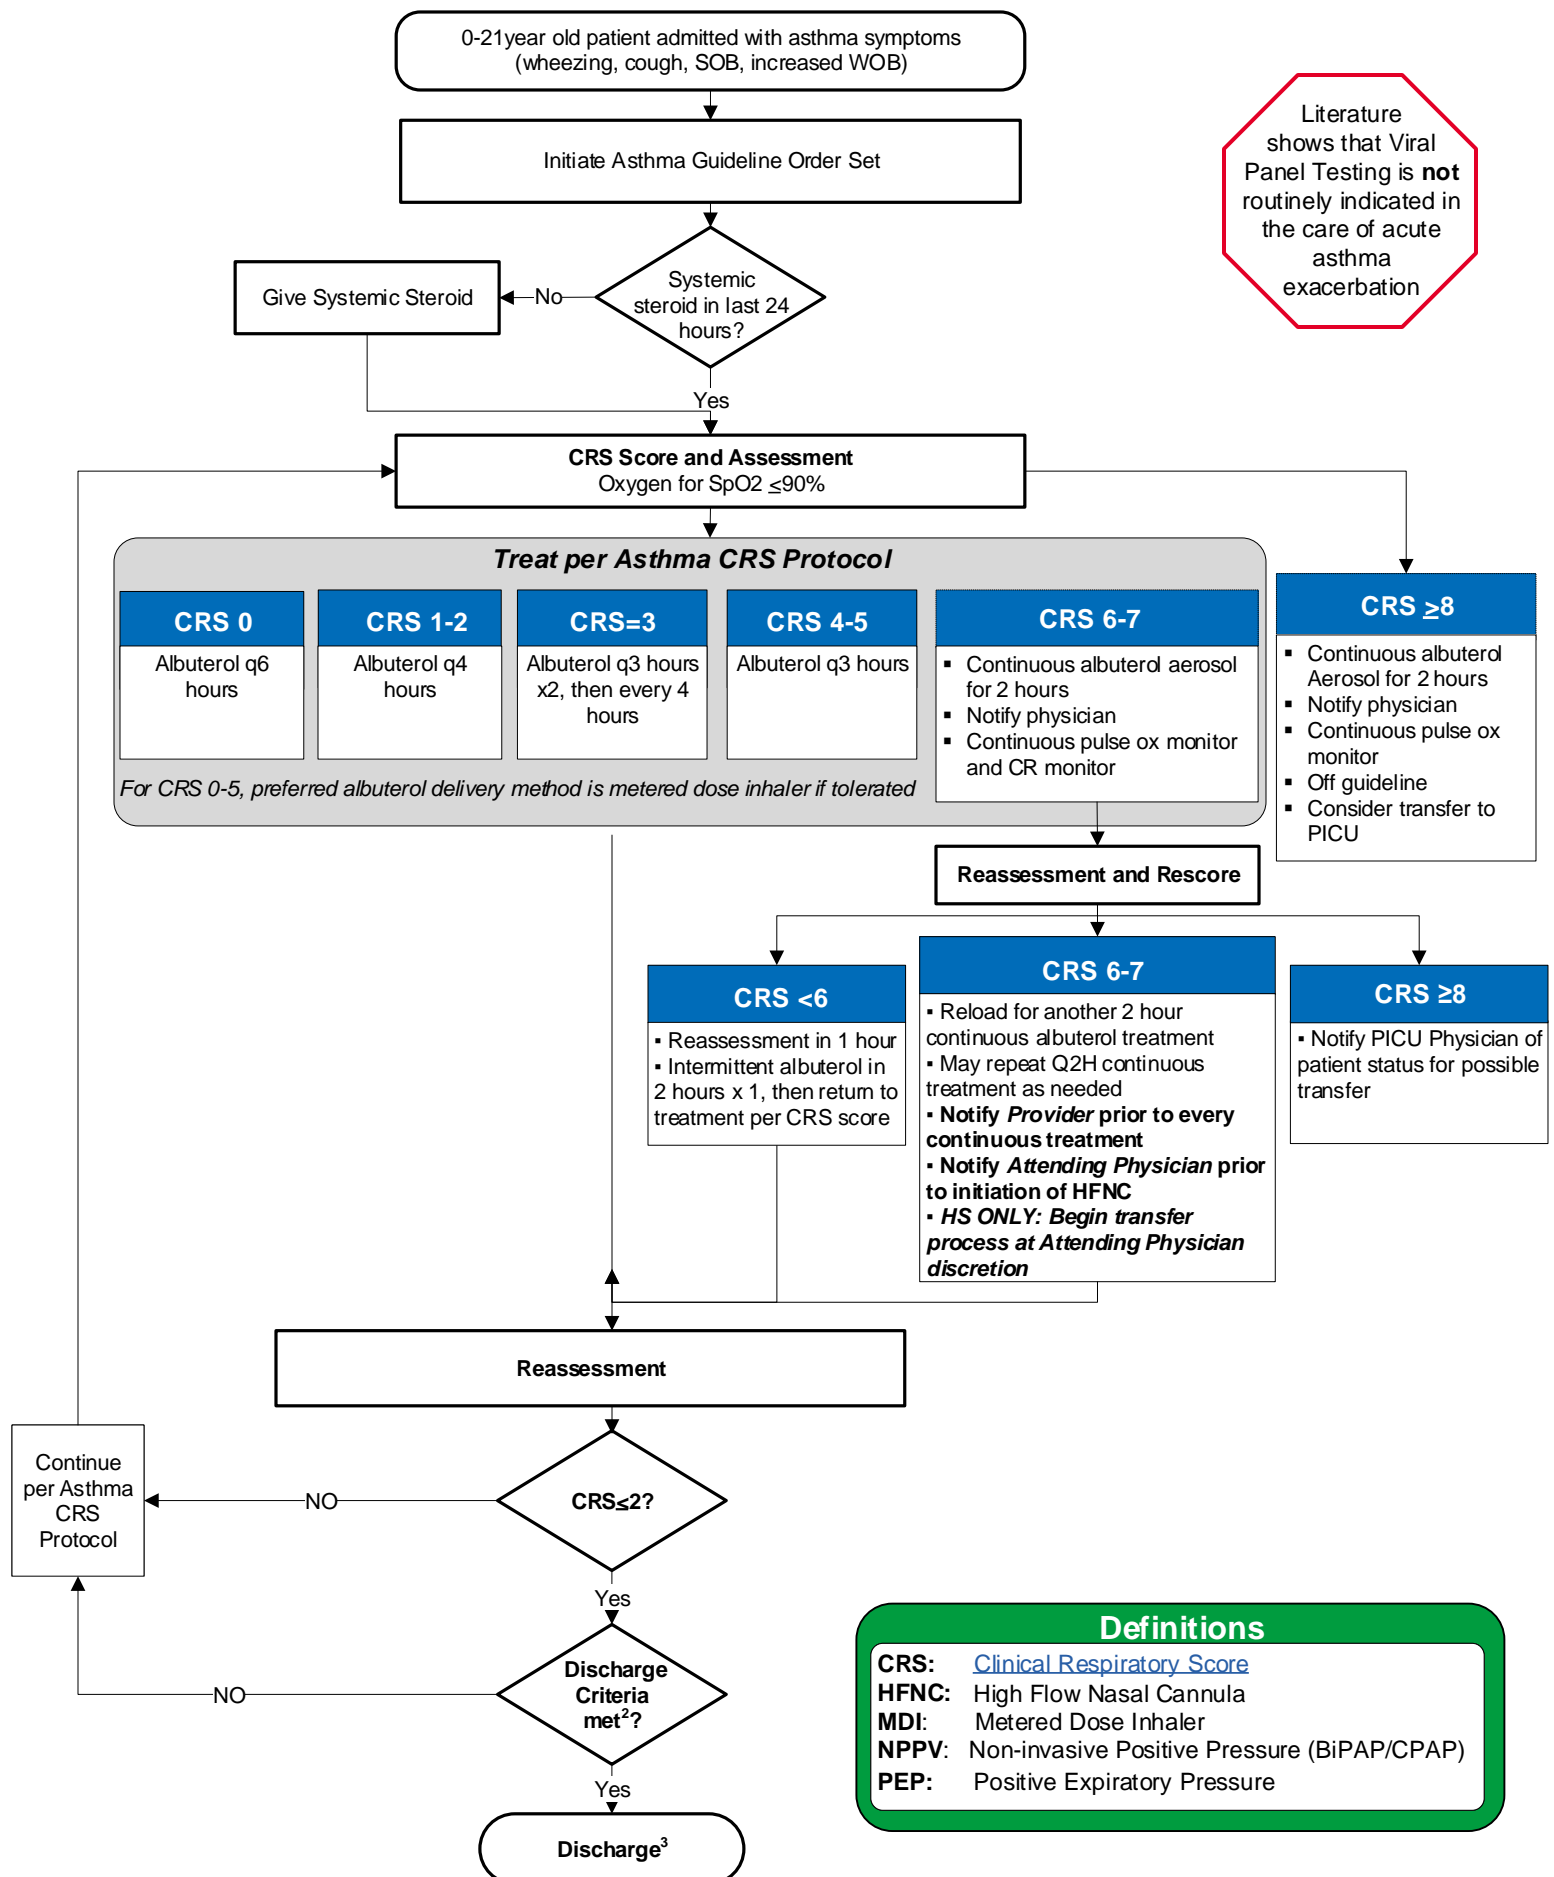 0-21year old patient admitted with asthma symptoms
(wheezing, cough, SOB, increased WOB)
Literature
shows that Viral
Panel Testing is not
routinely indicated in
the care of acute
asthma
exacerbation
Initiate Asthma Guideline Order Set
Systemic
steroid in last 24
hours?
No
Give Systemic Steroid
Yes
CRS Score and Assessment
Oxygen for SpO2 ≤90%
Treat per Asthma CRS Protocol
CRS 0
Albuterol q6
hours
CRS 1-2
Albuterol q4
hours
CRS=3
Albuterol q3 hours
x2, then every 4
hours
CRS 4-5
Albuterol q3 hours
CRS 6-7
▪ Continuous albuterol aerosol
for 2 hours
▪ Notify physician
▪ Continuous pulse ox monitor
and CR monitor
For CRS 0-5, preferred albuterol delivery method is metered dose inhaler if tolerated
CRS ≥8
▪ Continuous albuterol
Aerosol for 2 hours
▪ Notify physician
▪ Continuous pulse ox
monitor
▪ Off guideline
▪ Consider transfer to
PICU
Reassessment and Rescore
CRS <6
▪ Reassessment in 1 hour
▪ Intermittent albuterol in
2 hours x 1, then return to
treatment per CRS score
CRS 6-7
▪ Reload for another 2 hour
continuous albuterol treatment
▪ May repeat Q2H continuous
treatment as needed
▪ Notify Provider prior to every
continuous treatment
▪ Notify Attending Physician prior
to initiation of HFNC
▪ HS ONLY: Begin transfer
process at Attending Physician
discretion
CRS ≥8
▪ Notify PICU Physician of
patient status for possible
transfer
Reassessment
CRS≤2?
NO
Continue
per Asthma
CRS
Protocol
Yes
Discharge
Criteria
met²?
NO
Yes
Discharge³
Definitions
CRS: Clinical Respiratory Score
HFNC: High Flow Nasal Cannula
MDI: Metered Dose Inhaler
NPPV: Non-invasive Positive Pressure (BiPAP/CPAP)
PEP: Positive Expiratory Pressure